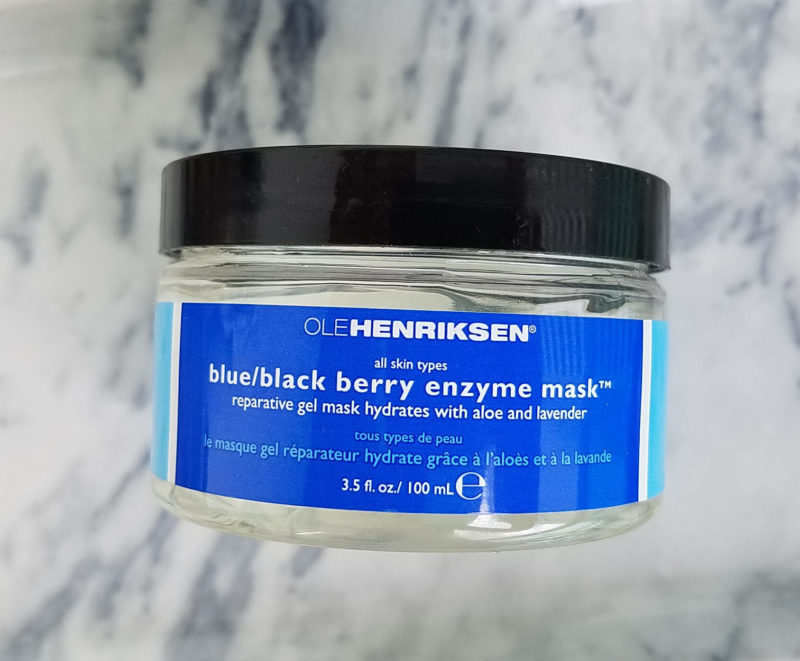 OLEHENRIKSEN®
all skin types
blue/black berry enzyme mask™
reparative gel mask hydrates with aloe and lavender
tous types de peau
le masque gel réparateur hydrate grâce à l'aloès et à la lavande
3.5 fl. oz./ 100 mL ℮